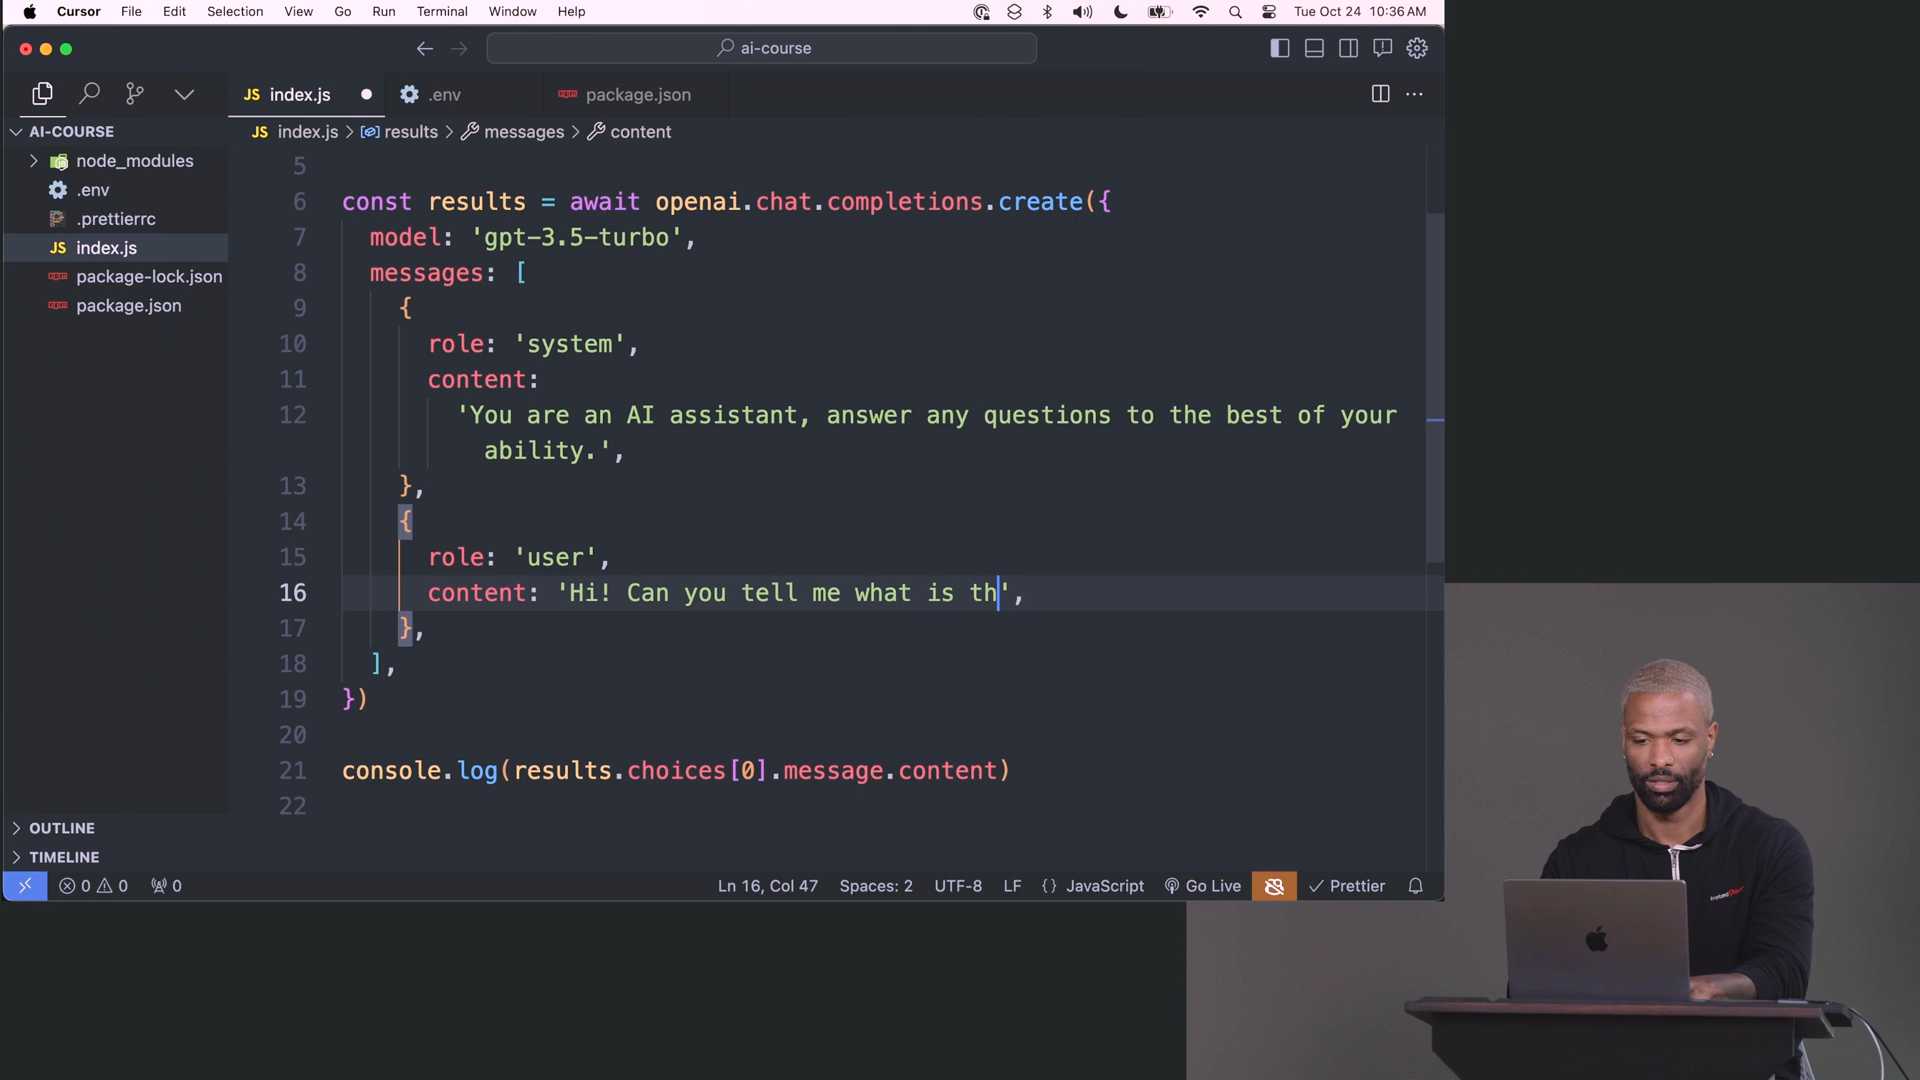 Cursor File Edit Selection View Go Run Terminal Window Help Tue Oct 24 10:36 AM
ai-course
JS index.js .env package.json
AI-COURSE
JS index.js > results > messages > content
node_modules
.env
.prettierrc
JS index.js
package-lock.json
package.json
OUTLINE
TIMELINE
5
6 const results = await openai.chat.completions.create({
7 model: 'gpt-3.5-turbo',
8 messages: [
9 {
10 role: 'system',
11 content:
12 'You are an AI assistant, answer any questions to the best of your
ability.',
13 },
14 {
15 role: 'user',
16 content: 'Hi! Can you tell me what is th',
17 },
18 ],
19 })
20
21 console.log(results.choices[0].message.content)
22
0 0 0 Ln 16, Col 47 Spaces: 2 UTF-8 LF {} JavaScript Go Live Prettier
Frontend